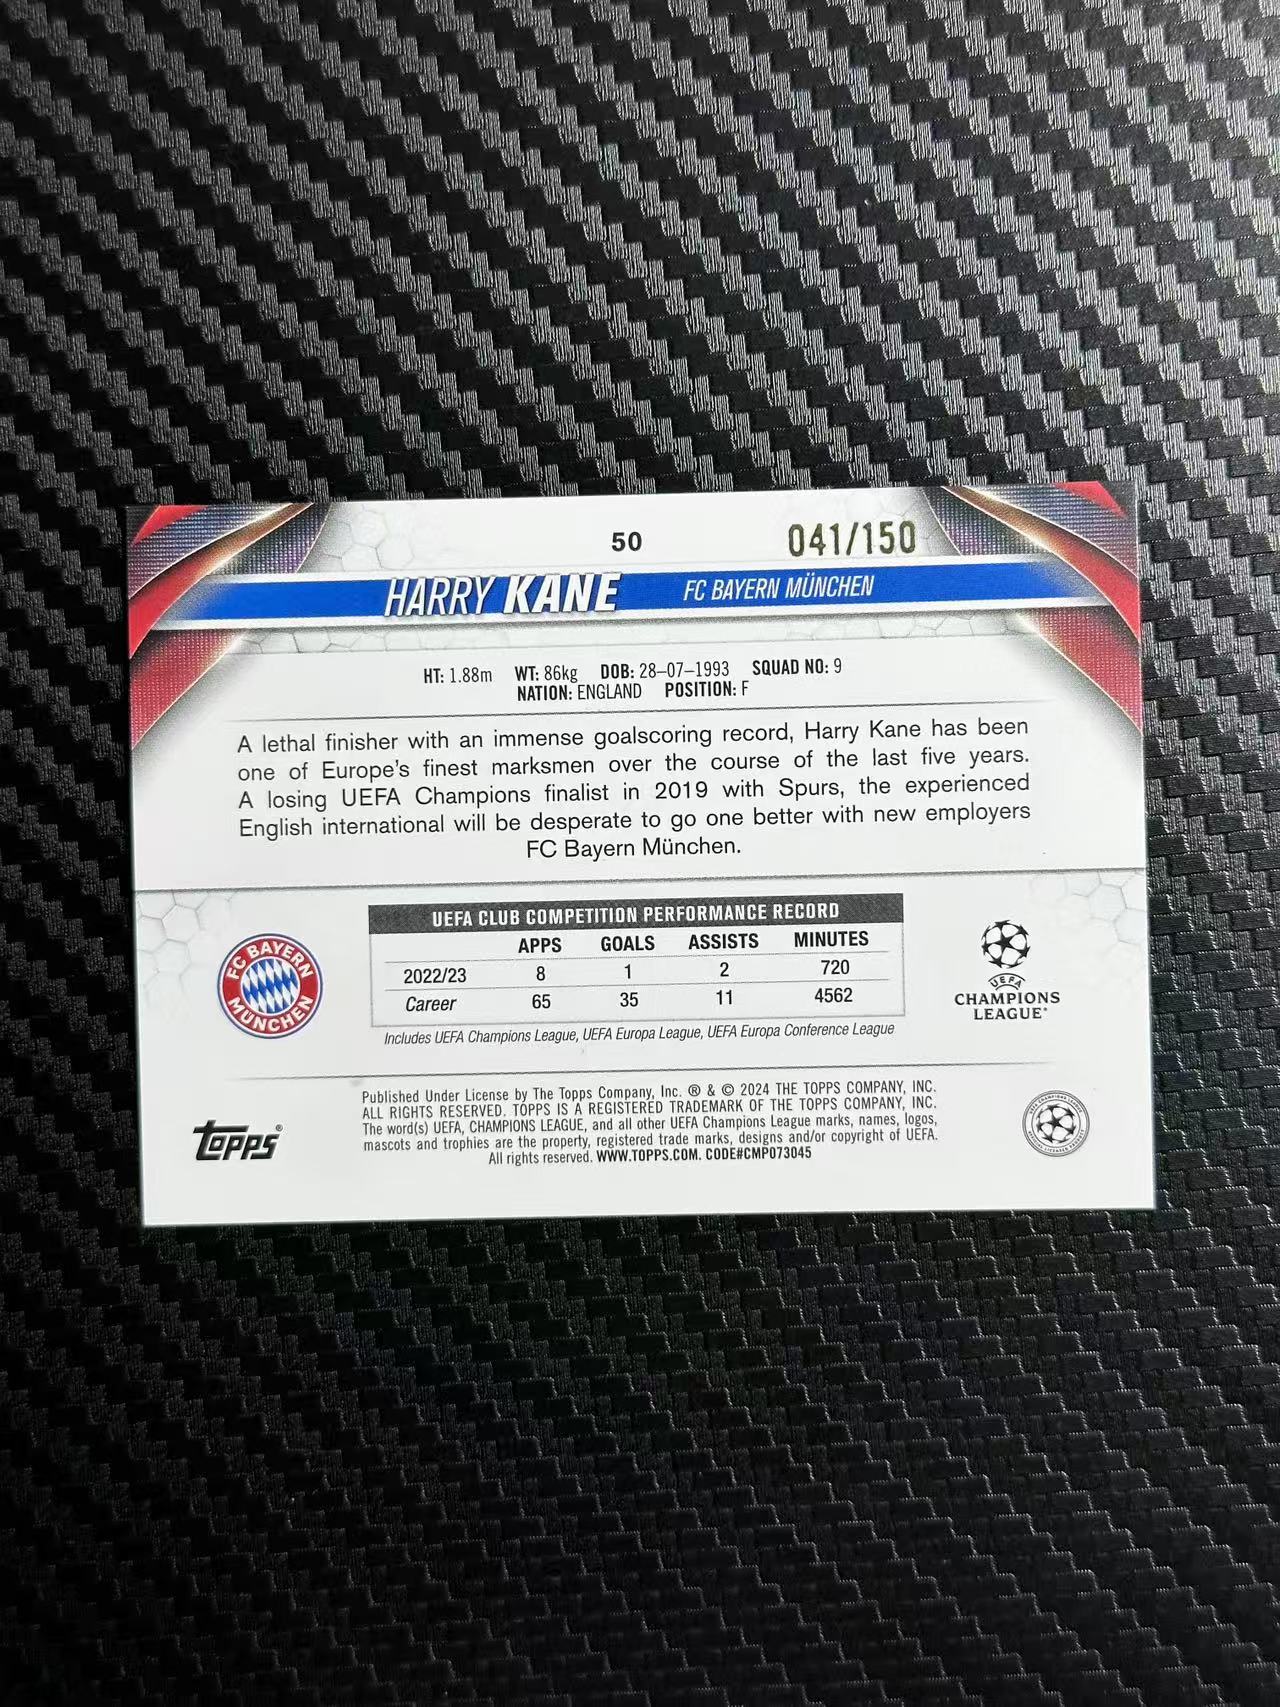 50
041/150
HARRY KANE FC BAYERN MÜNCHEN
HT: 1.88m WT: 86kg DOB: 28-07-1993 SQUAD NO: 9
NATION: ENGLAND POSITION: F
A lethal finisher with an immense goalscoring record, Harry Kane has been
one of Europe's finest marksmen over the course of the last five years.
A losing UEFA Champions finalist in 2019 with Spurs, the experienced
English international will be desperate to go one better with new employers
FC Bayern München.
UEFA CLUB COMPETITION PERFORMANCE RECORD
APPS GOALS ASSISTS MINUTES
2022/23 8 1 2 720
Career 65 35 11 4562
Includes UEFA Champions League, UEFA Europa League, UEFA Europa Conference League
FC BAYERN
MÜNCHEN
UEFA
CHAMPIONS
LEAGUE®
Published Under License by The Topps Company, Inc. ® & © 2024 THE TOPPS COMPANY, INC.
ALL RIGHTS RESERVED. TOPPS IS A REGISTERED TRADEMARK OF THE TOPPS COMPANY, INC.
The word(s) UEFA, CHAMPIONS LEAGUE, and all other UEFA Champions League marks, names, logos,
mascots and trophies are the property, registered trade marks, designs and/or copyright of UEFA.
All rights reserved. WWW.TOPPS.COM. CODE#CMP073045
TOPPS®